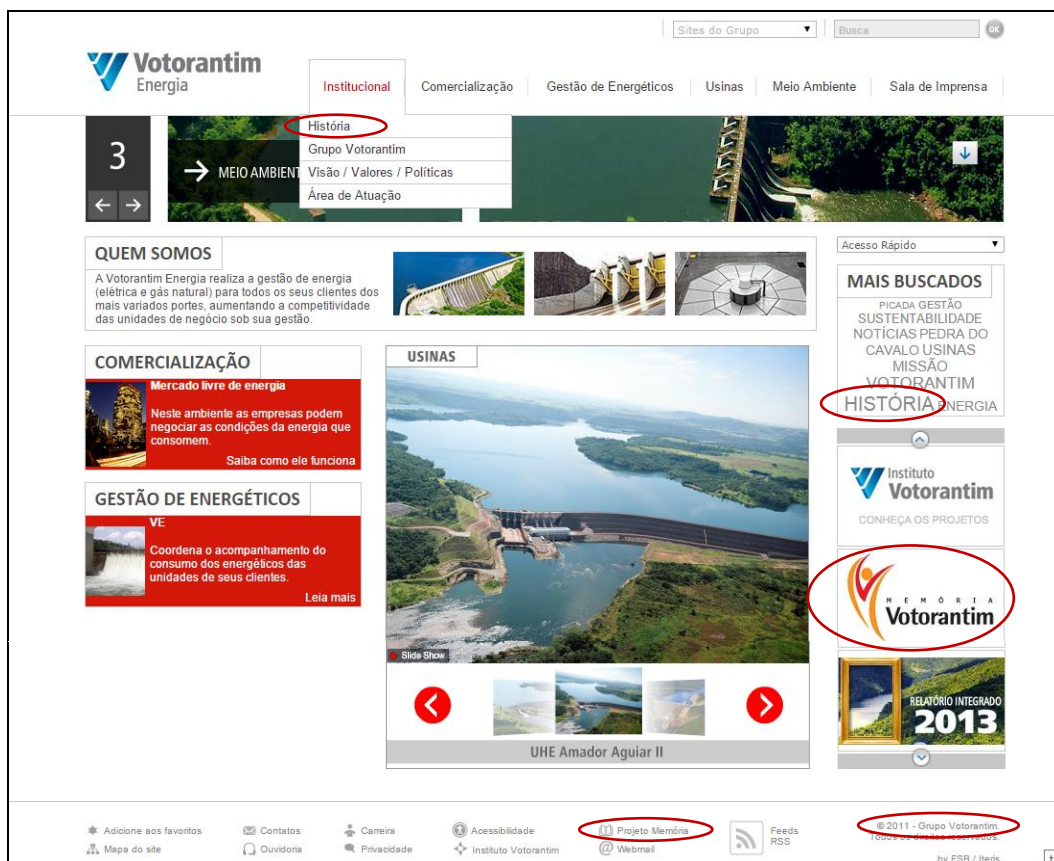 Sites do Grupo
Busca
OK
Votorantim
Energia
Institucional
Comercialização
Gestão de Energéticos
Usinas
Meio Ambiente
Sala de Imprensa
História
Grupo Votorantim
Visão / Valores / Políticas
Área de Atuação
3
MEIO AMBIENT
QUEM SOMOS
A Votorantim Energia realiza a gestão de energia
(elétrica e gás natural) para todos os seus clientes dos
mais variados portes, aumentando a competitividade
das unidades de negócio sob sua gestão.
Acesso Rápido
MAIS BUSCADOS
PICADA GESTÃO
SUSTENTABILIDADE
NOTÍCIAS PEDRA DO
CAVALO USINAS
MISSÃO
VOTORANTIM
HISTÓRIA ENERGIA
COMERCIALIZAÇÃO
Mercado livre de energia
Neste ambiente as empresas podem
negociar as condições da energia que
consomem.
Saiba como ele funciona
GESTÃO DE ENERGÉTICOS
VE
Coordena o acompanhamento do
consumo dos energéticos das
unidades de seus clientes.
Leia mais
USINAS
Slide Show
UHE Amador Aguiar II
Instituto
Votorantim
CONHEÇA OS PROJETOS
MEMÓRIA
Votorantim
RELATÓRIO INTEGRADO
2013
Adicione aos favoritos
Contatos
Carreira
Acessibilidade
Projeto Memória
Feeds
RSS
© 2011 - Grupo Votorantim.
Todos os direitos reservados.
Mapa do site
Ouvidoria
Privacidade
Instituto Votorantim
Webmail
by FSB / Iteris